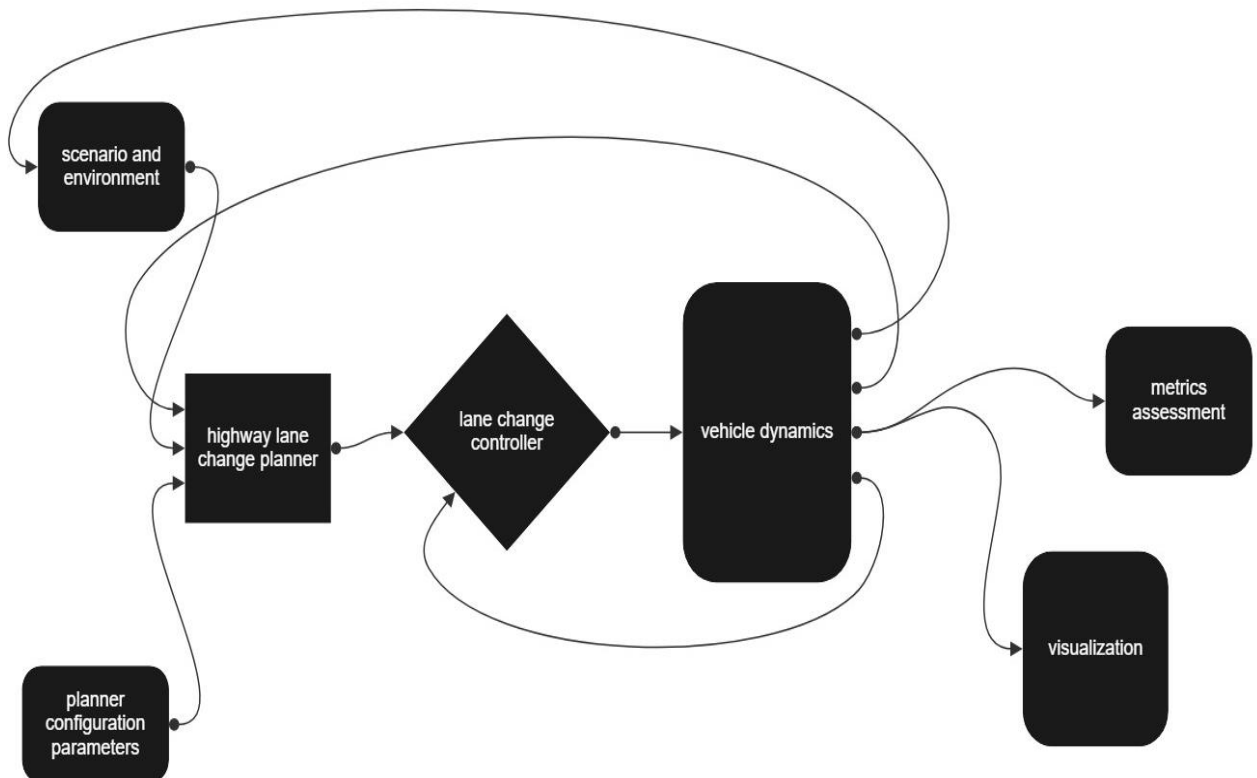 scenario and
environment
highway lane
change planner
lane change
controller
vehicle dynamics
metrics
assessment
visualization
planner
configuration
parameters